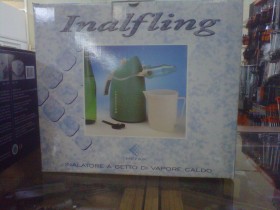 Inalfling
INALATORE A GETTO DI VAPORE CALDO